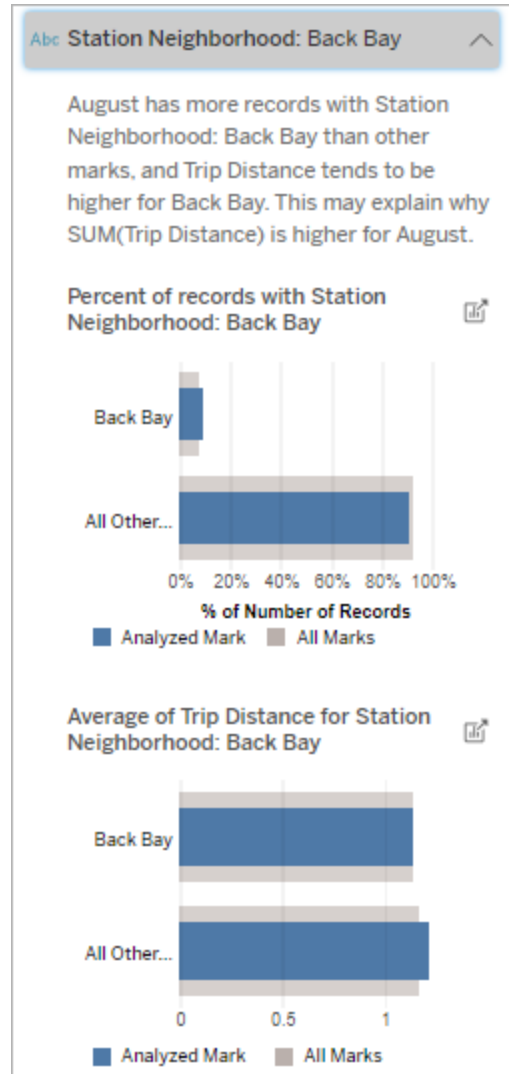 Abc Station Neighborhood: Back Bay
August has more records with Station
Neighborhood: Back Bay than other
marks, and Trip Distance tends to be
higher for Back Bay. This may explain why
SUM(Trip Distance) is higher for August.
Percent of records with Station
Neighborhood: Back Bay
Back Bay
All Other...
0% 20% 40% 60% 80% 100%
% of Number of Records
Analyzed Mark All Marks
Average of Trip Distance for Station
Neighborhood: Back Bay
Back Bay
All Other...
0 0.5 1
Analyzed Mark All Marks